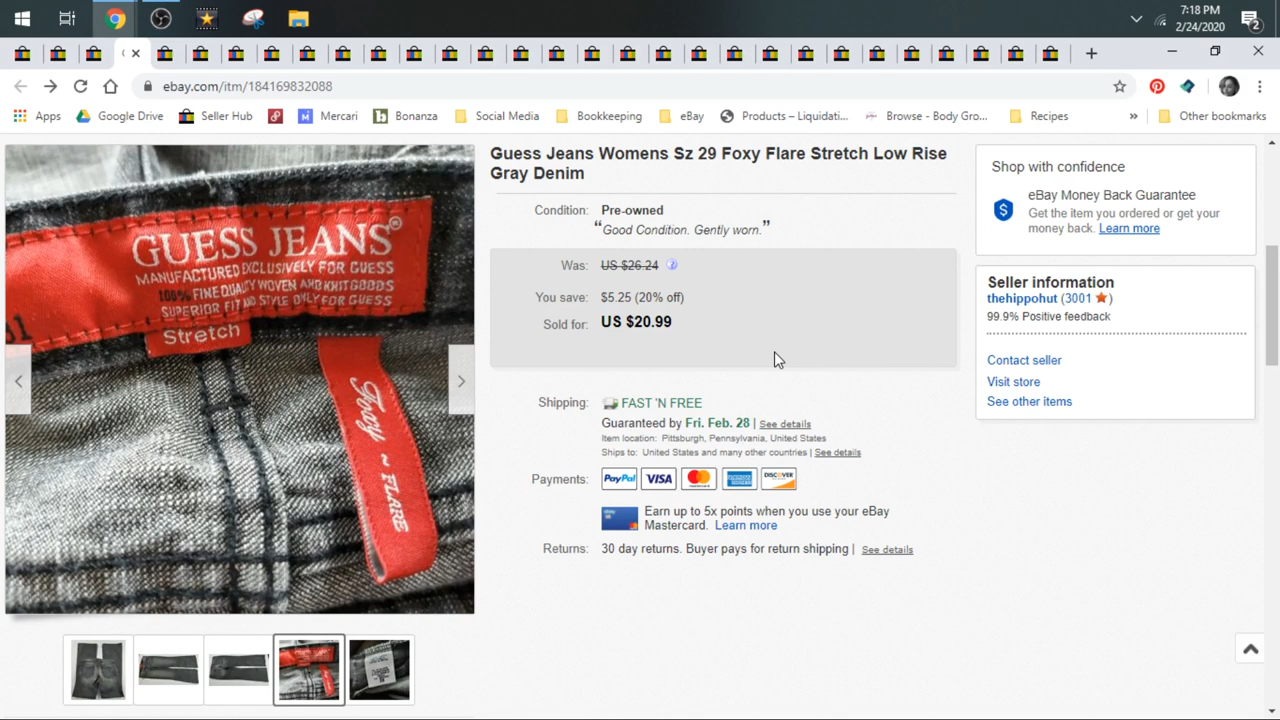 7:18 PM
2/24/2020
2
ebay.com/itm/184169832088
Apps
Google Drive
Seller Hub
Mercari
Bonanza
Social Media
Bookkeeping
eBay
Products – Liquidati...
Browse - Body Gro...
Recipes
»
Other bookmarks
GUESS JEANS®
MANUFACTURED EXCLUSIVELY FOR GUESS
100% FINE QUALITY WOVEN AND KNIT GOODS
SUPERIOR FIT AND STYLE ONLY FOR GUESS
31
Stretch
Foxy ~ FLARE
Guess Jeans Womens Sz 29 Foxy Flare Stretch Low Rise
Gray Denim
Condition: Pre-owned
“Good Condition. Gently worn.”
Was: US $26.24
You save: $5.25 (20% off)
Sold for: US $20.99
Shipping: FAST 'N FREE
Guaranteed by Fri. Feb. 28 | See details
Item location: Pittsburgh, Pennsylvania, United States
Ships to: United States and many other countries | See details
Payments: PayPal VISA MasterCard AMERICAN EXPRESS DISCOVER
Earn up to 5x points when you use your eBay
Mastercard. Learn more
Returns: 30 day returns. Buyer pays for return shipping | See details
Shop with confidence
eBay Money Back Guarantee
Get the item you ordered or get your
money back. Learn more
Seller information
thehippohut (3001 )
99.9% Positive feedback
Contact seller
Visit store
See other items